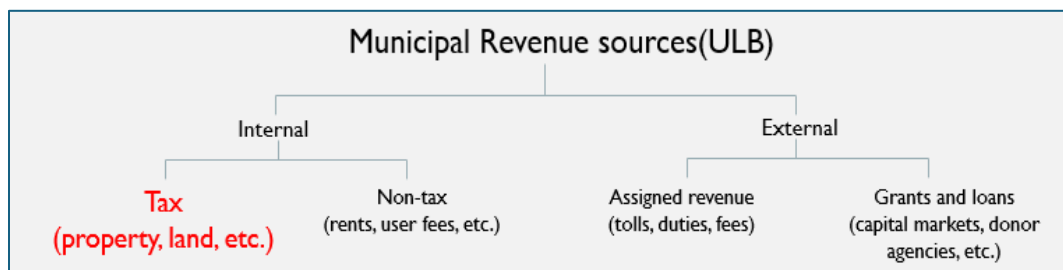 Municipal Revenue sources(ULB)
Internal
External
Tax
(property, land, etc.)
Non-tax
(rents, user fees, etc.)
Assigned revenue
(tolls, duties, fees)
Grants and loans
(capital markets, donor
agencies, etc.)